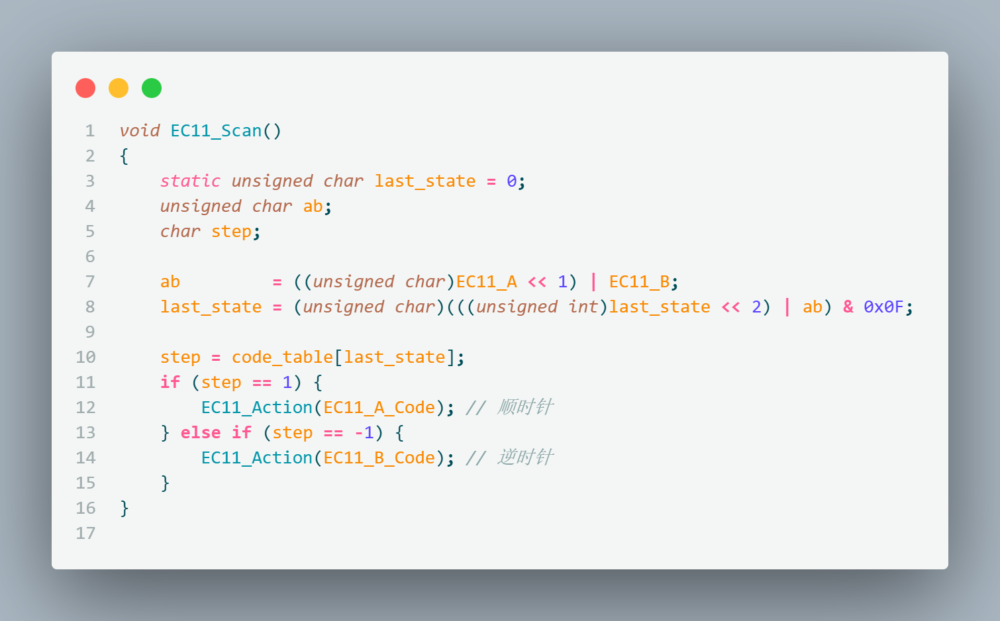 1 void EC11_Scan()
2 {
3     static unsigned char last_state = 0;
4     unsigned char ab;
5     char step;
6
7     ab         = ((unsigned char)EC11_A << 1) | EC11_B;
8     last_state = (unsigned char)(((unsigned int)last_state << 2) | ab) & 0x0F;
9
10     step = code_table[last_state];
11     if (step == 1) {
12         EC11_Action(EC11_A_Code); // 顺时针
13     } else if (step == -1) {
14         EC11_Action(EC11_B_Code); // 逆时针
15     }
16 }
17